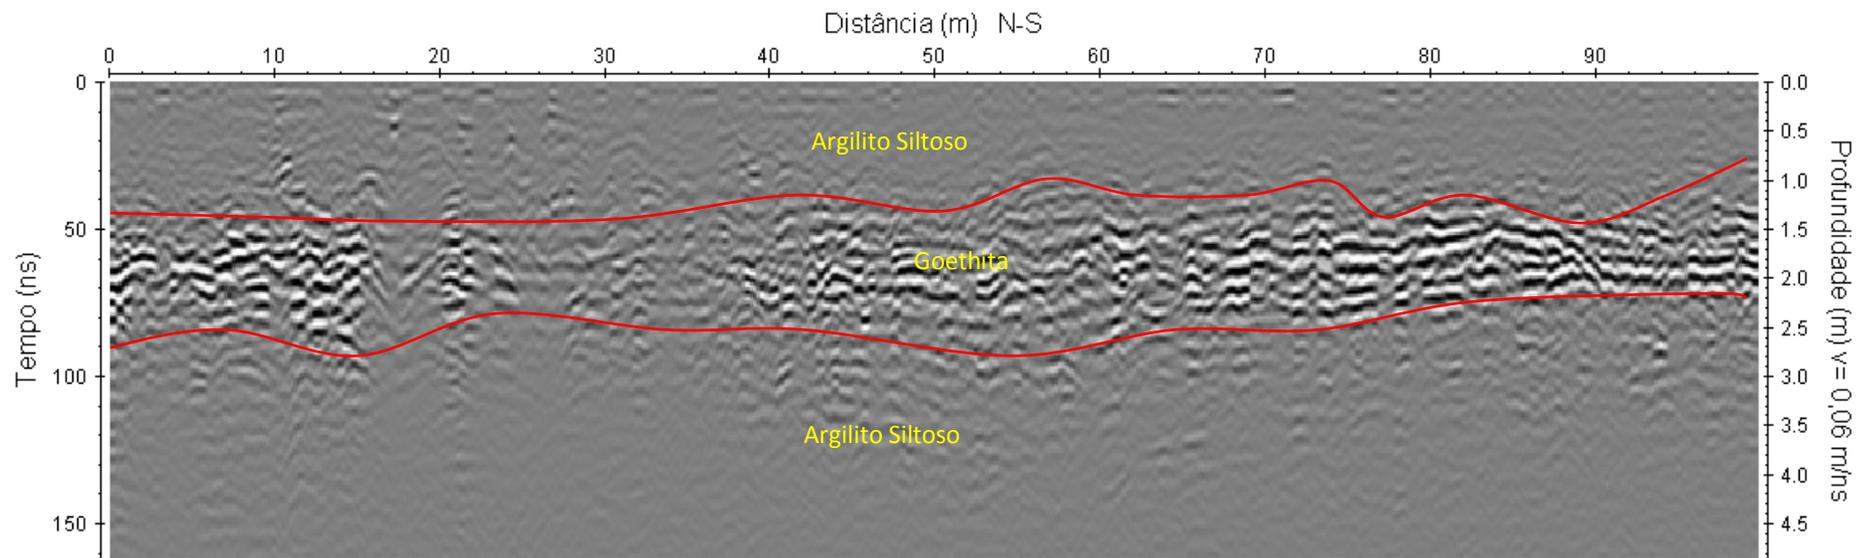 Distância (m) N-S
0 10 20 30 40 50 60 70 80 90
0 0.0
Argilito Siltoso
0.5
1.0
50 1.5
Goethita
2.0
2.5
100 3.0
Argilito Siltoso
3.5
4.0
150 4.5
Tempo (ns)
Profundidade (m) v= 0,06 m/ns